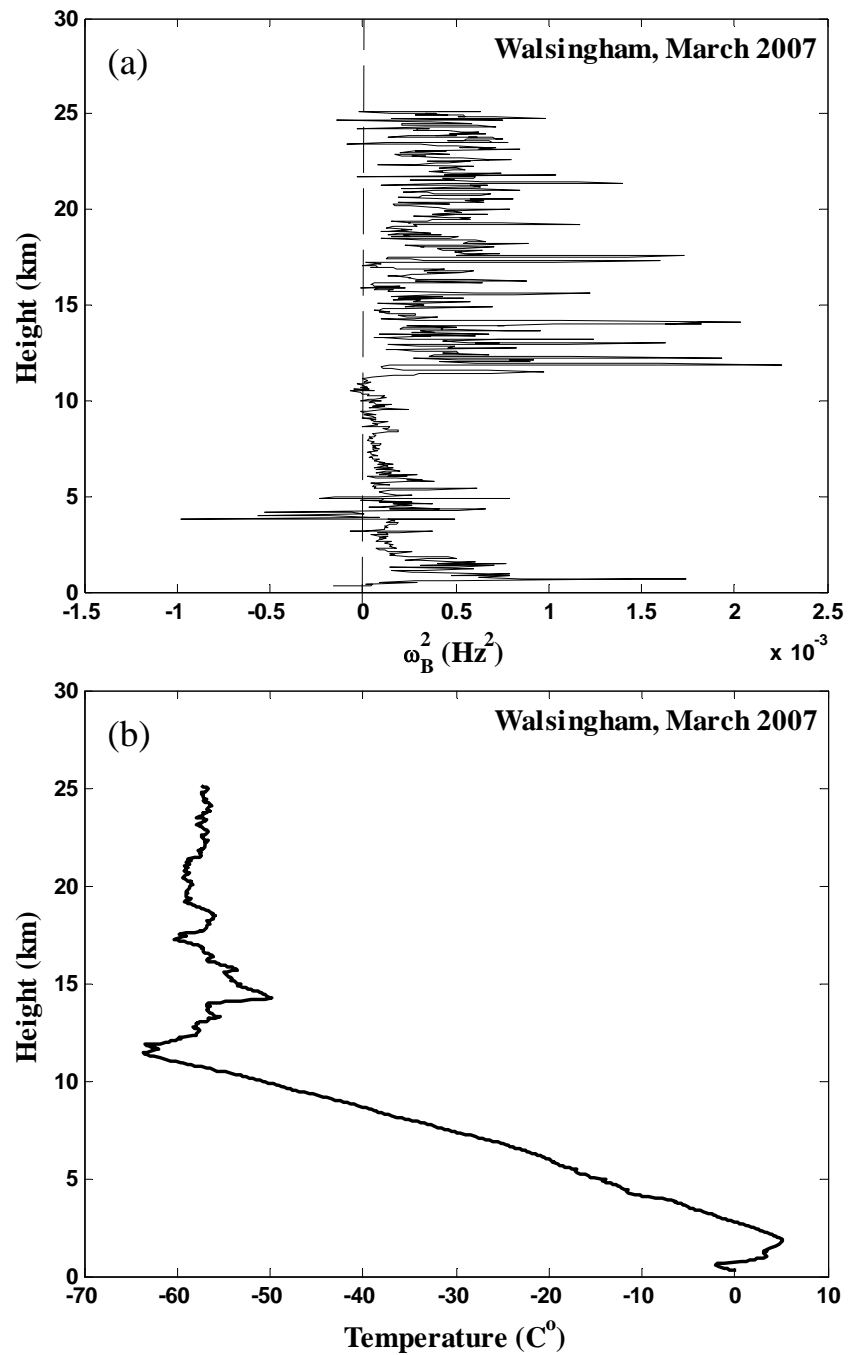 30
(a)
Walsingham, March 2007
25
20
Height (km)
15
10
5
0
-1.5 -1 -0.5 0 0.5 1 1.5 2 2.5
ω_B^2 (Hz^2)
x 10^-3
30
(b)
Walsingham, March 2007
25
20
Height (km)
15
10
5
0
-70 -60 -50 -40 -30 -20 -10 0 10
Temperature (C^o)